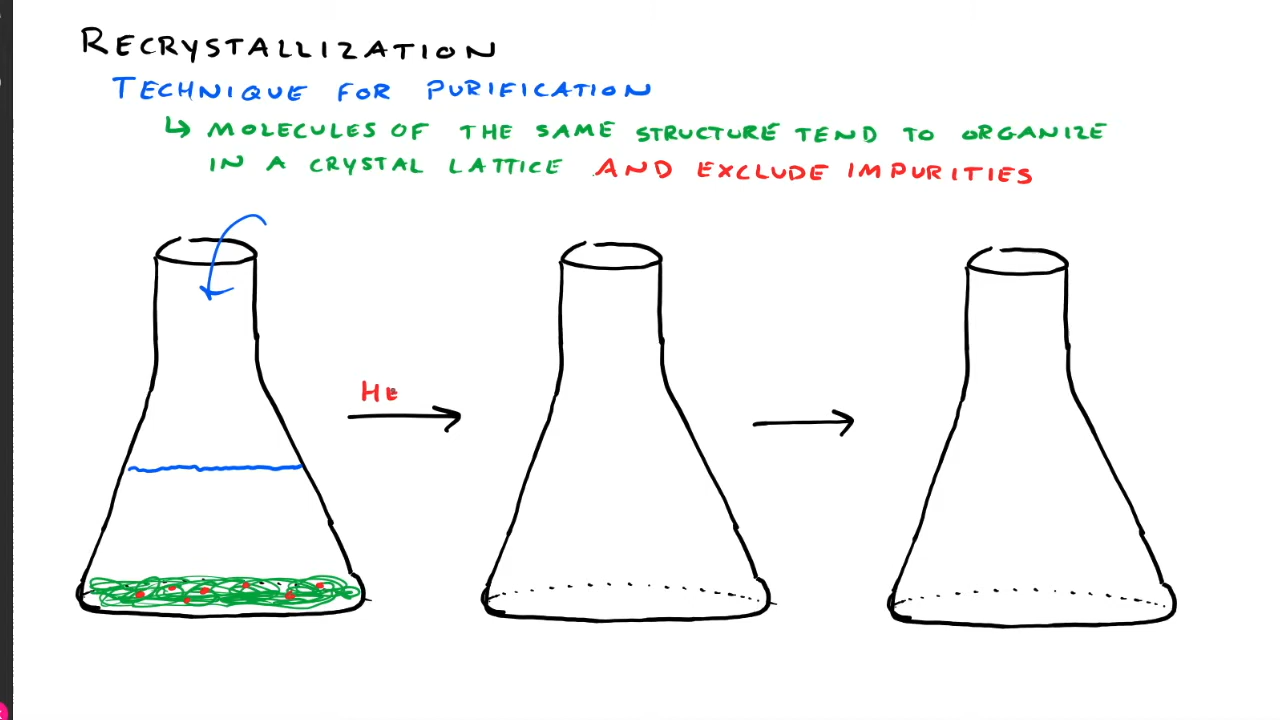 RECRYSTALLIZATION
TECHNIQUE FOR PURIFICATION
↳ MOLECULES OF THE SAME STRUCTURE TEND TO ORGANIZE
IN A CRYSTAL LATTICE AND EXCLUDE IMPURITIES
HE